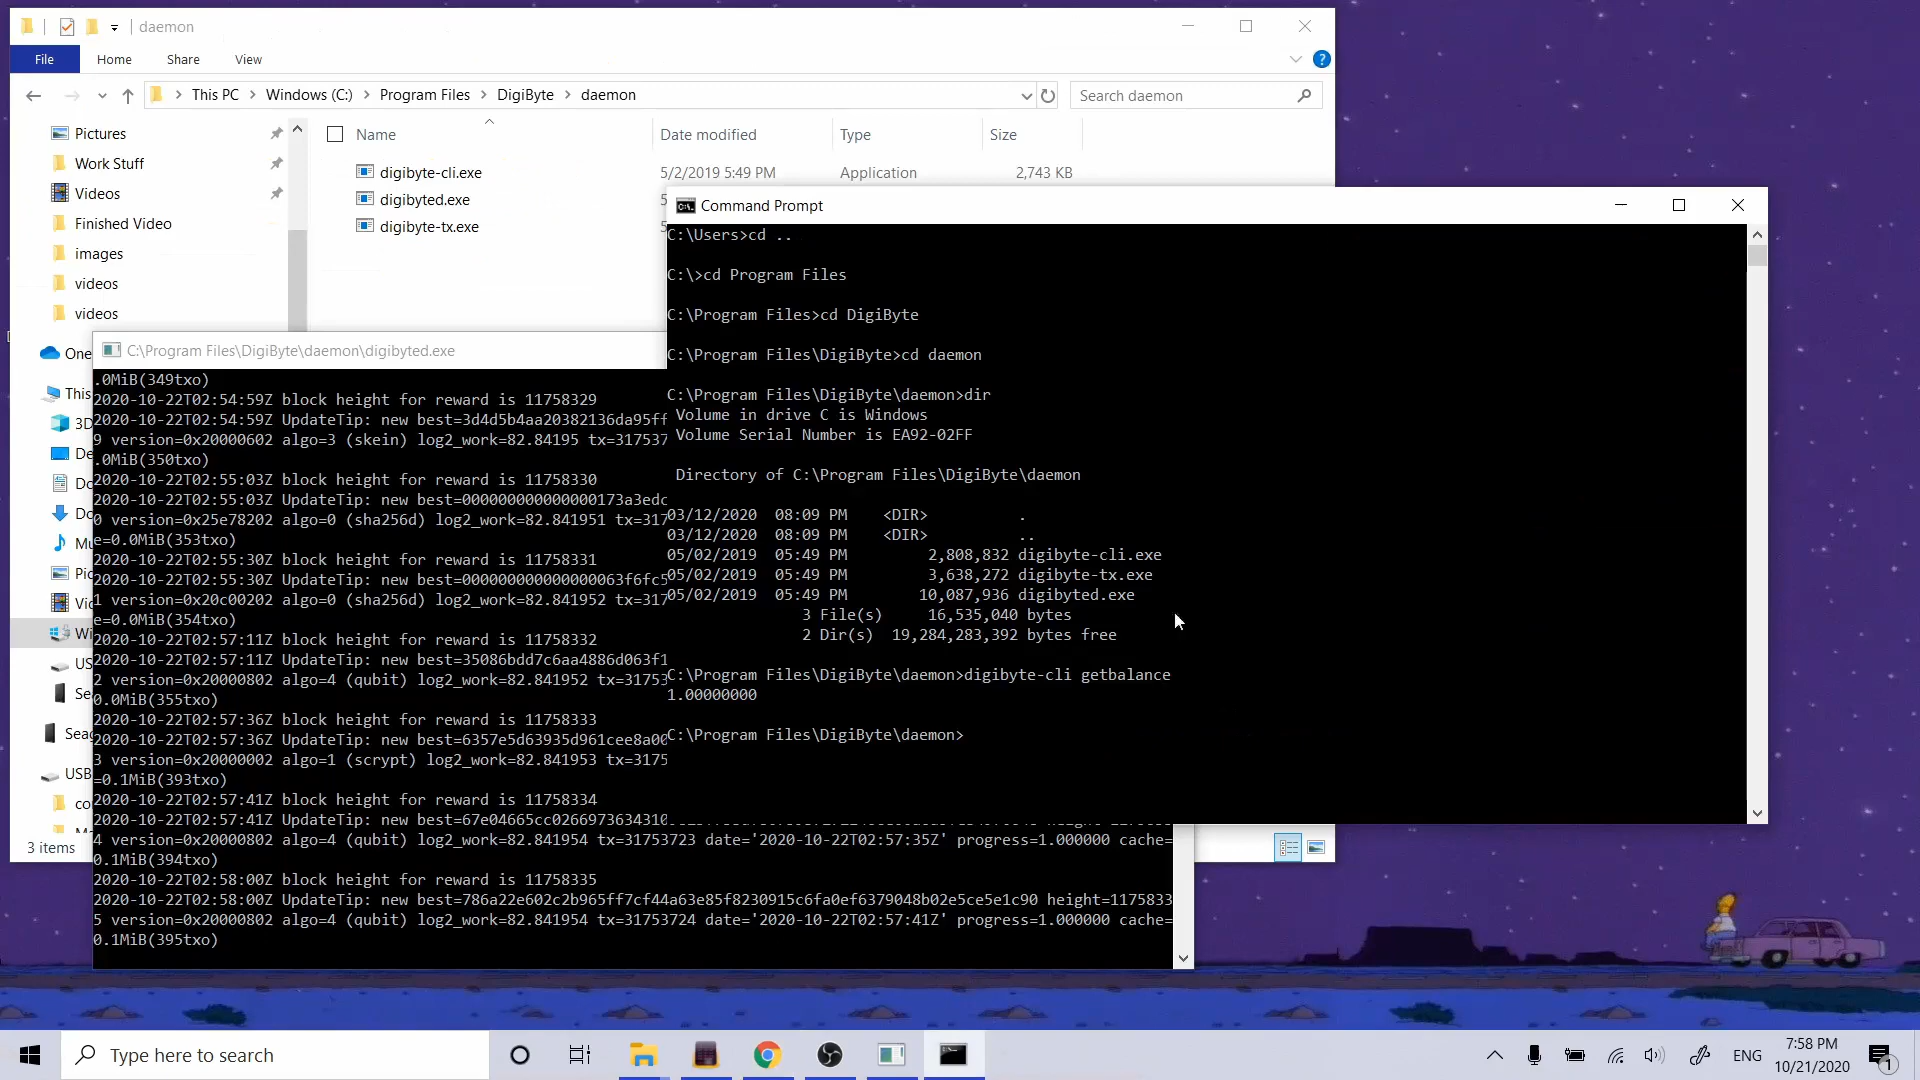 daemon
File
Home
Share
View
This PC > Windows (C:) > Program Files > DigiByte > daemon
Search daemon
Pictures
Work Stuff
Videos
Finished Video
images
videos
videos
Name
Date modified
Type
Size
digibyte-cli.exe
5/2/2019 5:49 PM
Application
2,743 KB
digibyted.exe
digibyte-tx.exe
3 items
Command Prompt
C:\Users>cd ..
C:\>cd Program Files
C:\Program Files>cd DigiByte
C:\Program Files\DigiByte>cd daemon
C:\Program Files\DigiByte\daemon>dir
Volume in drive C is Windows
Volume Serial Number is EA92-02FF
Directory of C:\Program Files\DigiByte\daemon
03/12/2020 08:09 PM <DIR> .
03/12/2020 08:09 PM <DIR> ..
05/02/2019 05:49 PM 2,808,832 digibyte-cli.exe
05/02/2019 05:49 PM 3,638,272 digibyte-tx.exe
05/02/2019 05:49 PM 10,087,936 digibyted.exe
3 File(s) 16,535,040 bytes
2 Dir(s) 19,284,283,392 bytes free
C:\Program Files\DigiByte\daemon>digibyte-cli getbalance
1.00000000
C:\Program Files\DigiByte\daemon>
C:\Program Files\DigiByte\daemon\digibyted.exe
.0MiB(349txo)
2020-10-22T02:54:59Z block height for reward is 11758329
2020-10-22T02:54:59Z UpdateTip: new best=3d4d5b4aa20382136da95ff
9 version=0x20000602 algo=3 (skein) log2_work=82.84195 tx=317537
.0MiB(350txo)
2020-10-22T02:55:03Z block height for reward is 11758330
2020-10-22T02:55:03Z UpdateTip: new best=000000000000000173a3edc
0 version=0x25e78202 algo=0 (sha256d) log2_work=82.841951 tx=317
e=0.0MiB(353txo)
2020-10-22T02:55:30Z block height for reward is 11758331
2020-10-22T02:55:30Z UpdateTip: new best=000000000000000063f6fc5
1 version=0x20c00202 algo=0 (sha256d) log2_work=82.841952 tx=317
e=0.0MiB(354txo)
2020-10-22T02:57:11Z block height for reward is 11758332
2020-10-22T02:57:11Z UpdateTip: new best=35086bdd7c6aa4886d063f1
2 version=0x20000802 algo=4 (qubit) log2_work=82.841952 tx=31753
0.0MiB(355txo)
2020-10-22T02:57:36Z block height for reward is 11758333
2020-10-22T02:57:36Z UpdateTip: new best=6357e5d63935d961cee8a00
3 version=0x20000002 algo=1 (scrypt) log2_work=82.841953 tx=3175
=0.1MiB(393txo)
2020-10-22T02:57:41Z block height for reward is 11758334
2020-10-22T02:57:41Z UpdateTip: new best=67e04665cc0266973634310
4 version=0x20000802 algo=4 (qubit) log2_work=82.841954 tx=31753723 date='2020-10-22T02:57:35Z' progress=1.000000 cache=
0.1MiB(394txo)
2020-10-22T02:58:00Z block height for reward is 11758335
2020-10-22T02:58:00Z UpdateTip: new best=786a22e602c2b965ff7cf44a63e85f8230915c6fa0ef6379048b02e5ce5e1c90 height=1175833
5 version=0x20000802 algo=4 (qubit) log2_work=82.841954 tx=31753724 date='2020-10-22T02:57:41Z' progress=1.000000 cache=
0.1MiB(395txo)
Type here to search
ENG
7:58 PM
10/21/2020
1